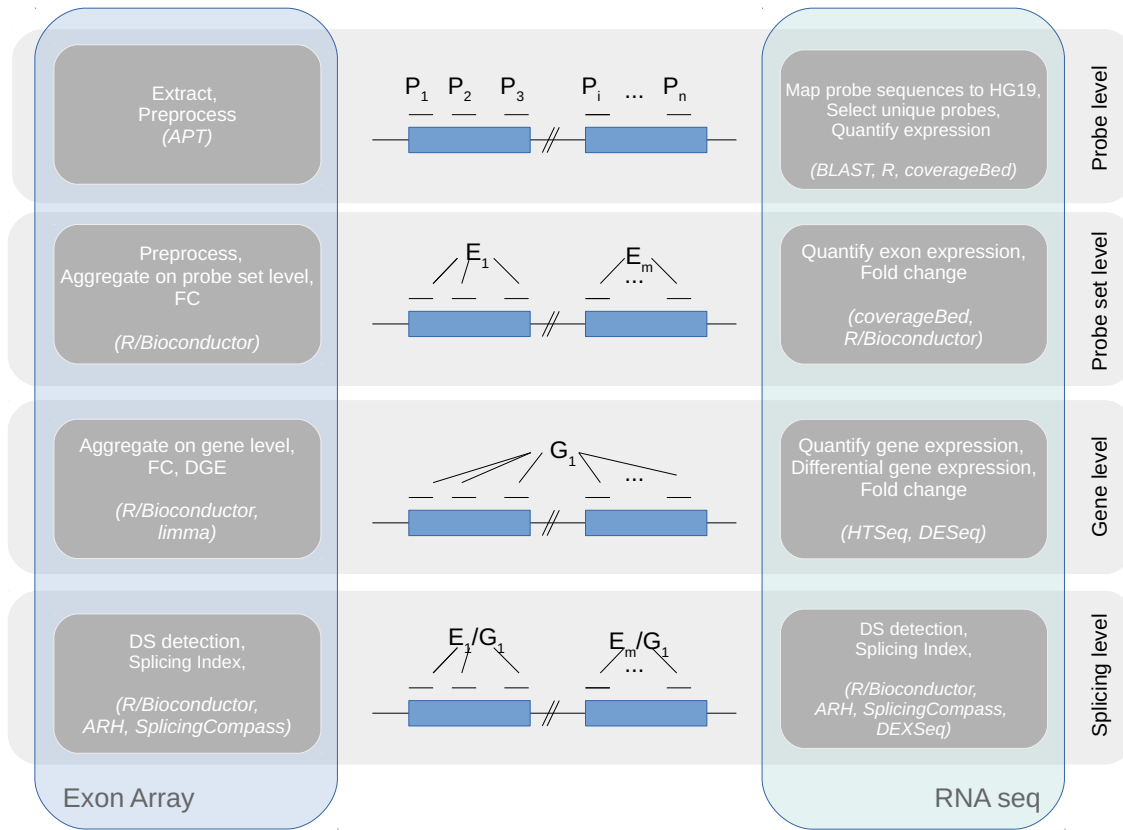 Extract,
Preprocess
(APT)
P1 P2 P3 Pi ... Pn
Map probe sequences to HG19,
Select unique probes,
Quantify expression
(BLAST, R, coverageBed)
Probe level
Preprocess,
Aggregate on probe set level,
FC
(R/Bioconductor)
E1 Em
...
Quantify exon expression,
Fold change
(coverageBed,
R/Bioconductor)
Probe set level
Aggregate on gene level,
FC, DGE
(R/Bioconductor,
limma)
G1
...
Quantify gene expression,
Differential gene expression,
Fold change
(HTSeq, DESeq)
Gene level
DS detection,
Splicing Index,
(R/Bioconductor,
ARH, SplicingCompass)
E1/G1 Em/G1
...
DS detection,
Splicing Index,
(R/Bioconductor,
ARH, SplicingCompass,
DEXSeq)
Splicing level
Exon Array
RNA seq